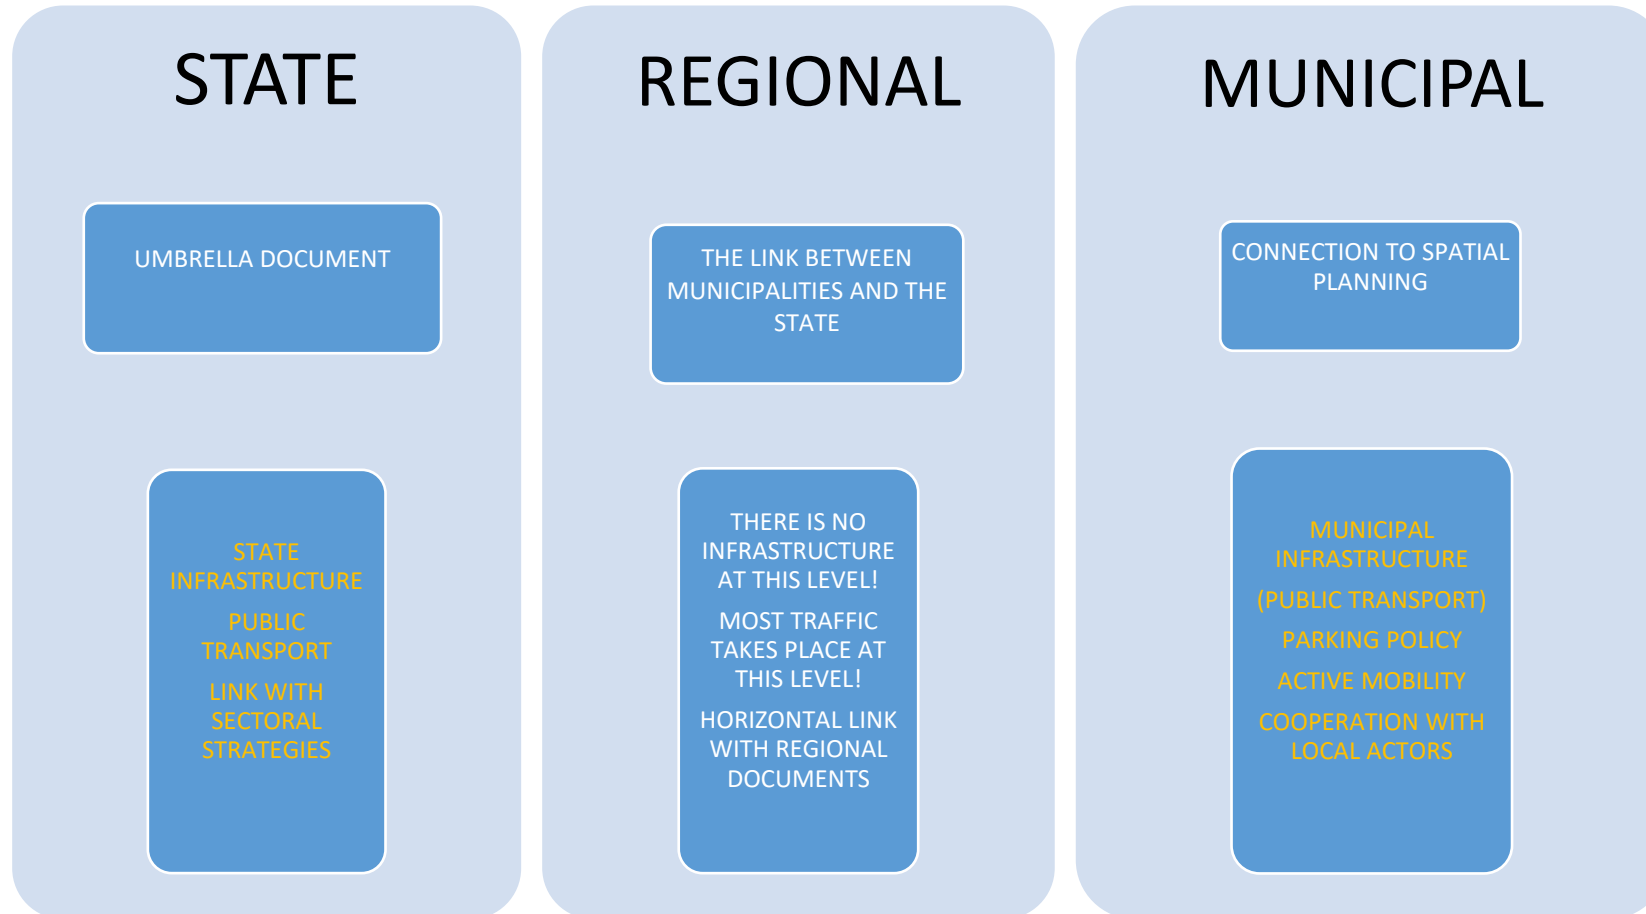 STATE
UMBRELLA DOCUMENT
STATE
INFRASTRUCTURE
PUBLIC
TRANSPORT
LINK WITH
SECTORAL
STRATEGIES
REGIONAL
THE LINK BETWEEN
MUNICIPALITIES AND THE
STATE
THERE IS NO
INFRASTRUCTURE
AT THIS LEVEL!
MOST TRAFFIC
TAKES PLACE AT
THIS LEVEL!
HORIZONTAL LINK
WITH REGIONAL
DOCUMENTS
MUNICIPAL
CONNECTION TO SPATIAL
PLANNING
MUNICIPAL
INFRASTRUCTURE
(PUBLIC TRANSPORT)
PARKING POLICY
ACTIVE MOBILITY
COOPERATION WITH
LOCAL ACTORS